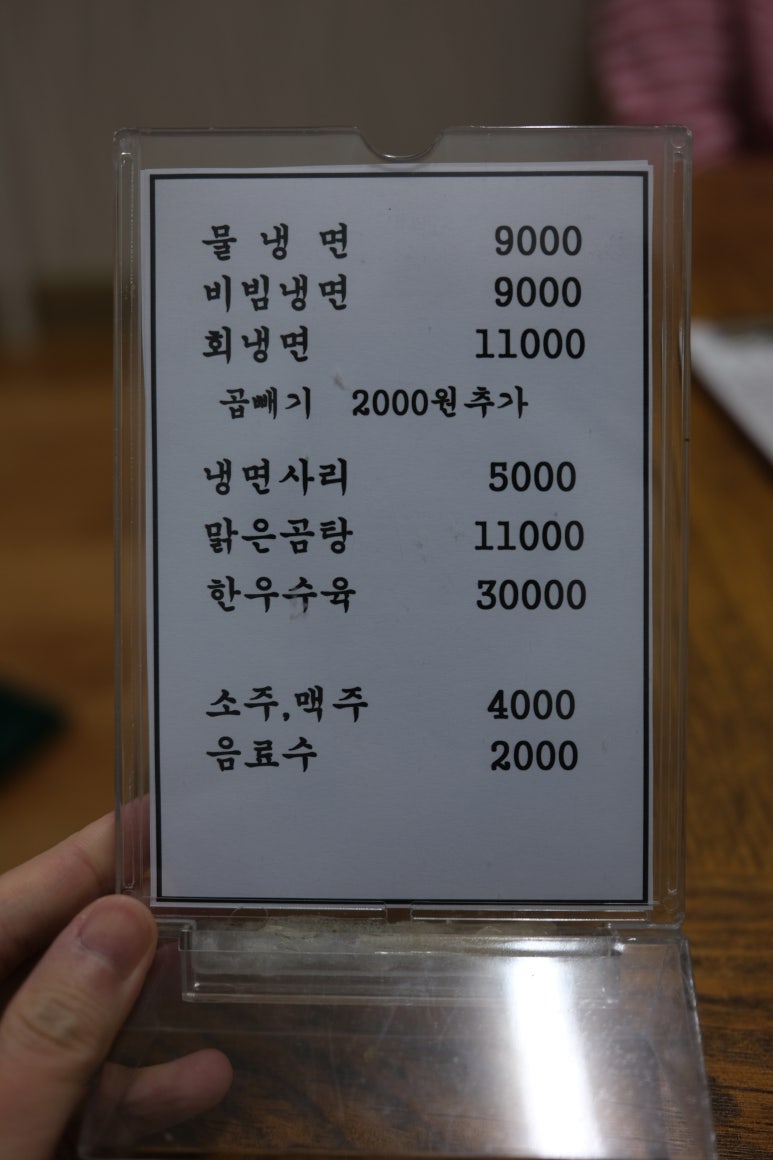 물 냉 면 9000
비빔냉면 9000
회냉면 11000
곱빼기 2000원추가
냉면사리 5000
맑은곰탕 11000
한우수육 30000
소주,맥주 4000
음료수 2000